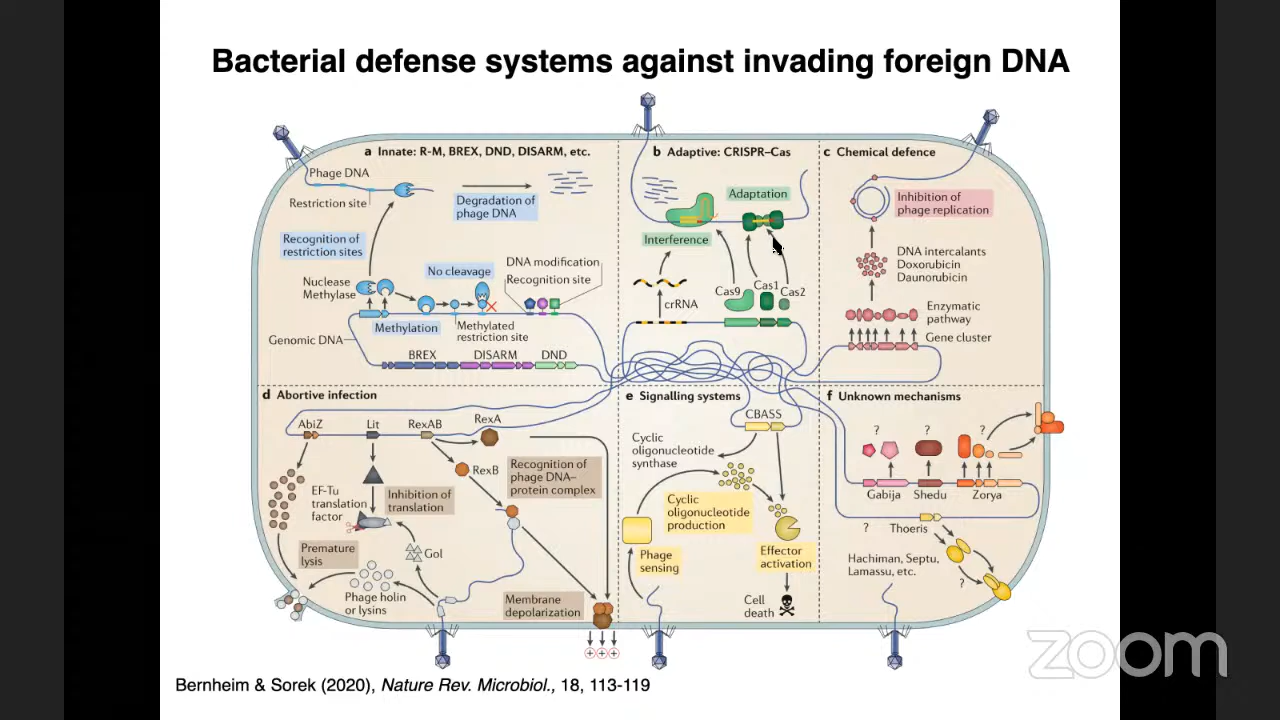 Bacterial defense systems against invading foreign DNA
a Innate: R-M, BREX, DND, DISARM, etc.
Phage DNA
Restriction site
Degradation of
phage DNA
Recognition of
restriction sites
No cleavage
DNA modification
Recognition site
Nuclease
Methylase
Methylation
Methylated
restriction site
Genomic DNA
BREX
DISARM
DND
b Adaptive: CRISPR–Cas
Adaptation
Interference
crRNA
Cas9
Cas1
Cas2
c Chemical defence
Inhibition of
phage replication
DNA intercalants
Doxorubicin
Daunorubicin
Enzymatic
pathway
Gene cluster
d Abortive infection
AbiZ
Lit
RexAB
RexA
RexB
Recognition of
phage DNA–
protein complex
EF-Tu
translation
factor
Inhibition of
translation
Premature
lysis
Gol
Phage holin
or lysins
Membrane
depolarization
+ + +
e Signalling systems
CBASS
Cyclic
oligonucleotide
synthase
Cyclic
oligonucleotide
production
Phage
sensing
Effector
activation
Cell
death
f Unknown mechanisms
? ? ?
Gabija Shedu Zorya
? Thoeris
Hachiman, Septu,
Lamassu, etc.
?
zoom
Bernheim & Sorek (2020), Nature Rev. Microbiol., 18, 113-119